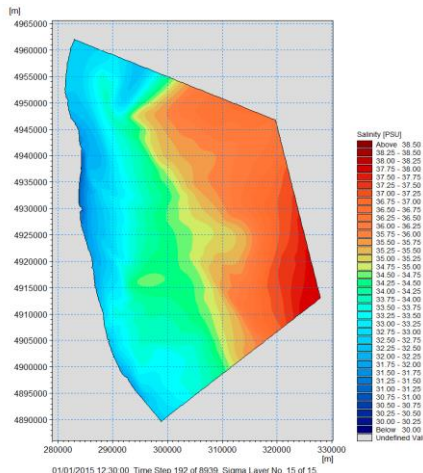 [m]
4965000
4960000
4955000
4950000
4945000
4940000
4935000
4930000
4925000
4920000
4915000
4910000
4905000
4900000
4895000
4890000
280000 290000 300000 310000 320000 330000
[m]
Salinity [PSU]
Above 38.50
38.25 - 38.50
38.00 - 38.25
37.75 - 38.00
37.50 - 37.75
37.25 - 37.50
37.00 - 37.25
36.75 - 37.00
36.50 - 36.75
36.25 - 36.50
36.00 - 36.25
35.75 - 36.00
35.50 - 35.75
35.25 - 35.50
35.00 - 35.25
34.75 - 35.00
34.50 - 34.75
34.25 - 34.50
34.00 - 34.25
33.75 - 34.00
33.50 - 33.75
33.25 - 33.50
33.00 - 33.25
32.75 - 33.00
32.50 - 32.75
32.25 - 32.50
32.00 - 32.25
31.75 - 32.00
31.50 - 31.75
31.25 - 31.50
31.00 - 31.25
30.75 - 31.00
30.50 - 30.75
30.25 - 30.50
30.00 - 30.25
Below 30.00
Undefined Val
01/01/2015 12:30:00 Time Step 192 of 8939. Sigma Layer No. 15 of 15.